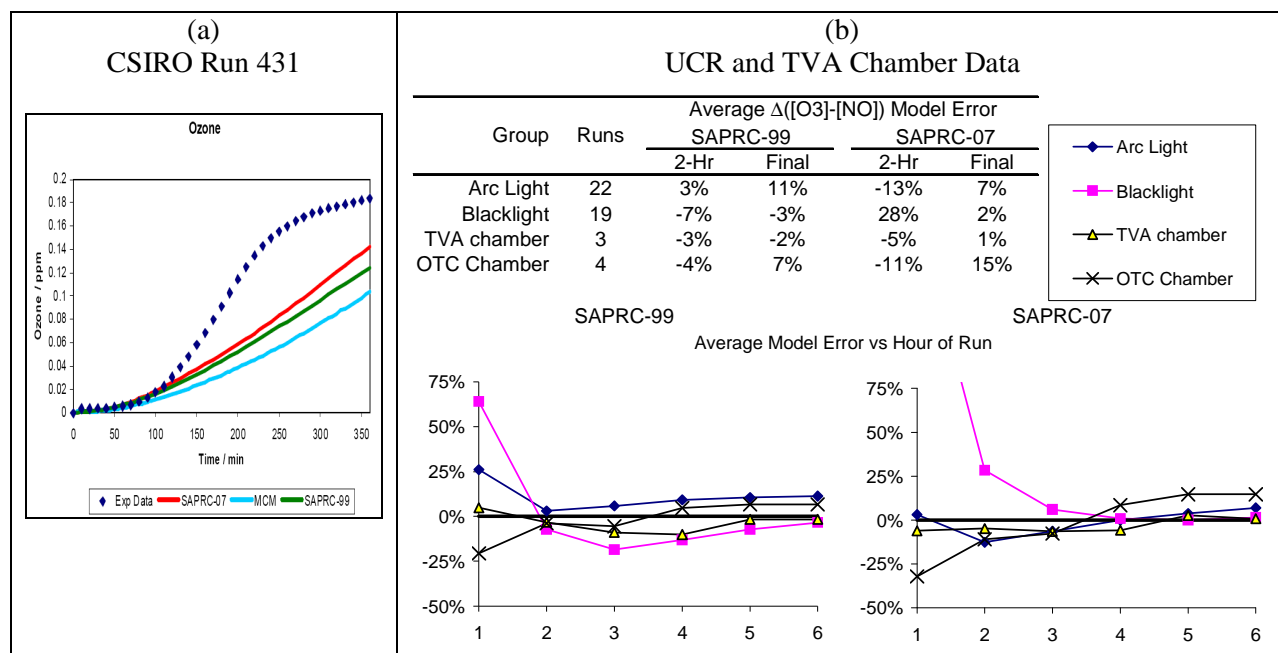 (a)
CSIRO Run 431
Ozone
Ozone / ppm
0.2
0.18
0.16
0.14
0.12
0.1
0.08
0.06
0.04
0.02
0
0 50 100 150 200 250 300 350
Time / min
Exp Data SAPRC-07 MCM SAPRC-99
(b)
UCR and TVA Chamber Data
Average Δ([O3]-[NO]) Model Error
Group Runs SAPRC-99 SAPRC-07
2-Hr Final 2-Hr Final
Arc Light 22 3% 11% -13% 7%
Blacklight 19 -7% -3% 28% 2%
TVA chamber 3 -3% -2% -5% 1%
OTC Chamber 4 -4% 7% -11% 15%
Arc Light
Blacklight
TVA chamber
OTC Chamber
SAPRC-99 SAPRC-07
Average Model Error vs Hour of Run
75%
50%
25%
0%
-25%
-50%
1 2 3 4 5 6
75%
50%
25%
0%
-25%
-50%
1 2 3 4 5 6